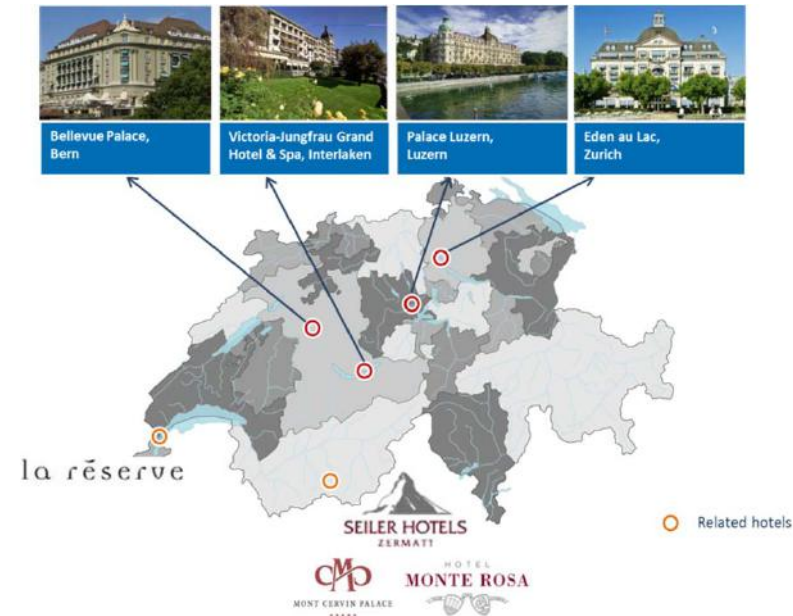 Bellevue Palace,
Bern
Victoria-Jungfrau Grand
Hotel & Spa, Interlaken
Palace Luzern,
Luzern
Eden au Lac,
Zurich
la réserve
SEILER HOTELS
ZERMATT
Related hotels
CMP
MONT CERVIN PALACE
HOTEL
MONTE ROSA